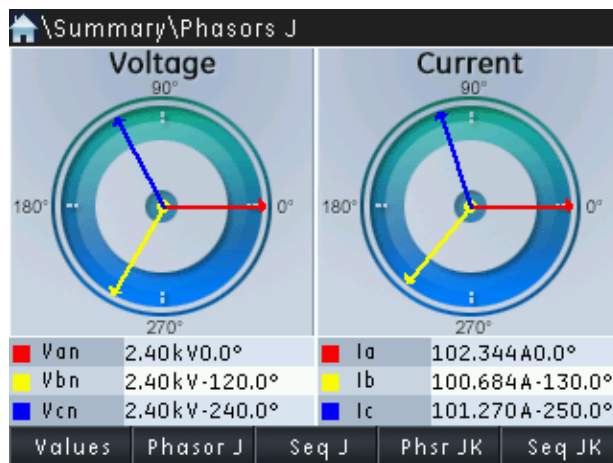 \Summary\Phasors J
Voltage
90°
180°
0°
270°
Current
90°
180°
0°
270°
Van 2.40kV0.0°
Vbn 2.40kV-120.0°
Vcn 2.40kV-240.0°
Ia 102.344A0.0°
Ib 100.684A-130.0°
Ic 101.270A-250.0°
Values Phasor J Seq J Phsr JK Seq JK